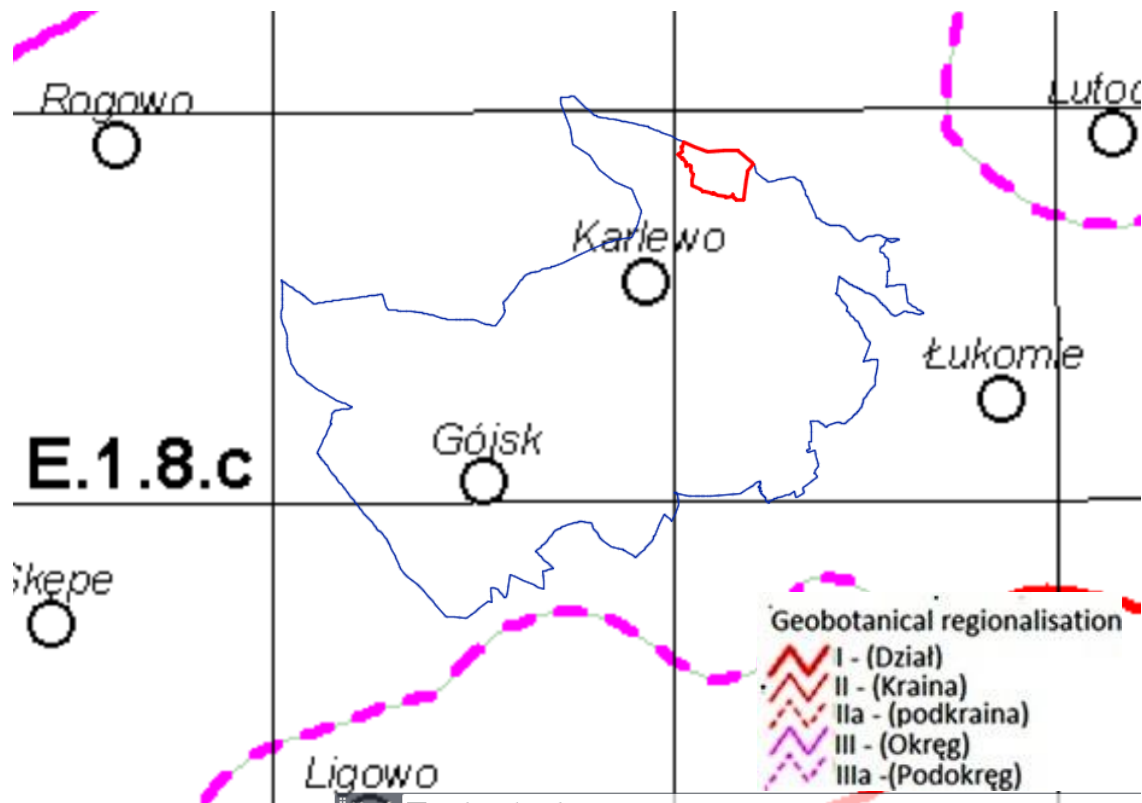 Rogowo
Karlewo
Łukomie
Gójsk
E.1.8.c
Skępe
Ligowo
Geobotanical regionalisation
I - (Dział)
II - (Kraina)
IIa - (podkraina)
III - (Okręg)
IIIa -(Podokręg)